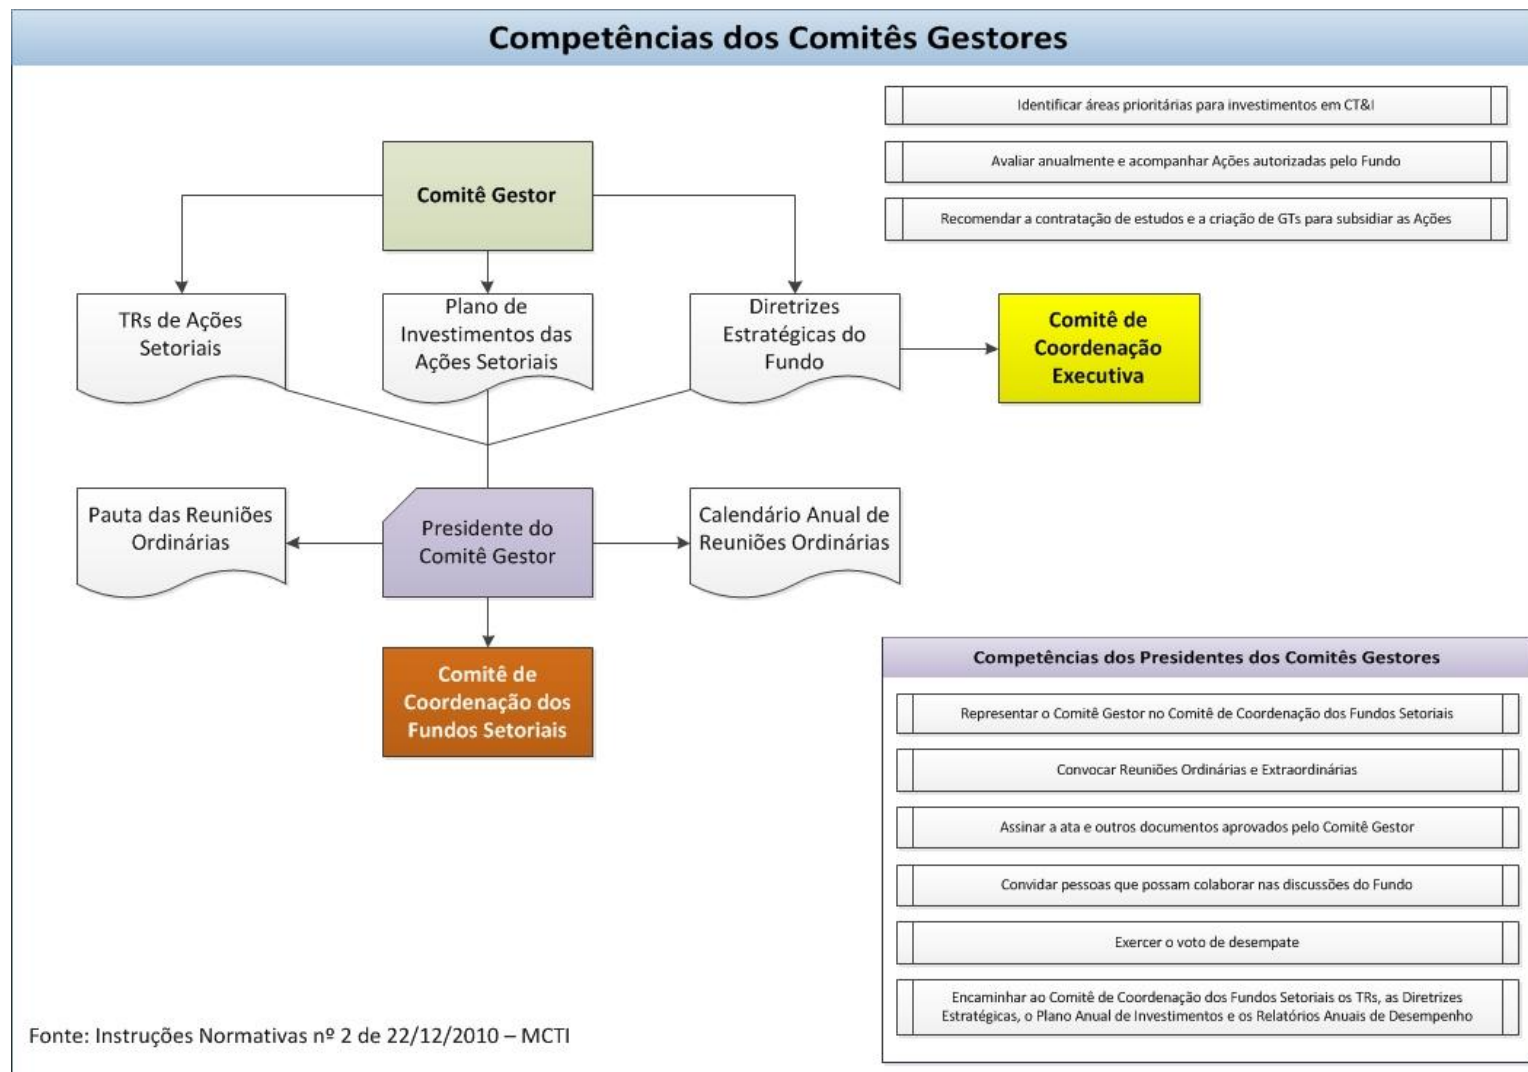 Competências dos Comitês Gestores
Identificar áreas prioritárias para investimentos em CT&I
Avaliar anualmente e acompanhar Ações autorizadas pelo Fundo
Recomendar a contratação de estudos e a criação de GTs para subsidiar as Ações
Comitê Gestor
TRs de Ações
Setoriais
Plano de
Investimentos das
Ações Setoriais
Diretrizes
Estratégicas do
Fundo
Comitê de
Coordenação
Executiva
Pauta das Reuniões
Ordinárias
Presidente do
Comitê Gestor
Calendário Anual de
Reuniões Ordinárias
Comitê de
Coordenação dos
Fundos Setoriais
Competências dos Presidentes dos Comitês Gestores
Representar o Comitê Gestor no Comitê de Coordenação dos Fundos Setoriais
Convocar Reuniões Ordinárias e Extraordinárias
Assinar a ata e outros documentos aprovados pelo Comitê Gestor
Convidar pessoas que possam colaborar nas discussões do Fundo
Exercer o voto de desempate
Encaminhar ao Comitê de Coordenação dos Fundos Setoriais os TRs, as Diretrizes
Estratégicas, o Plano Anual de Investimentos e os Relatórios Anuais de Desempenho
Fonte: Instruções Normativas nº 2 de 22/12/2010 – MCTI